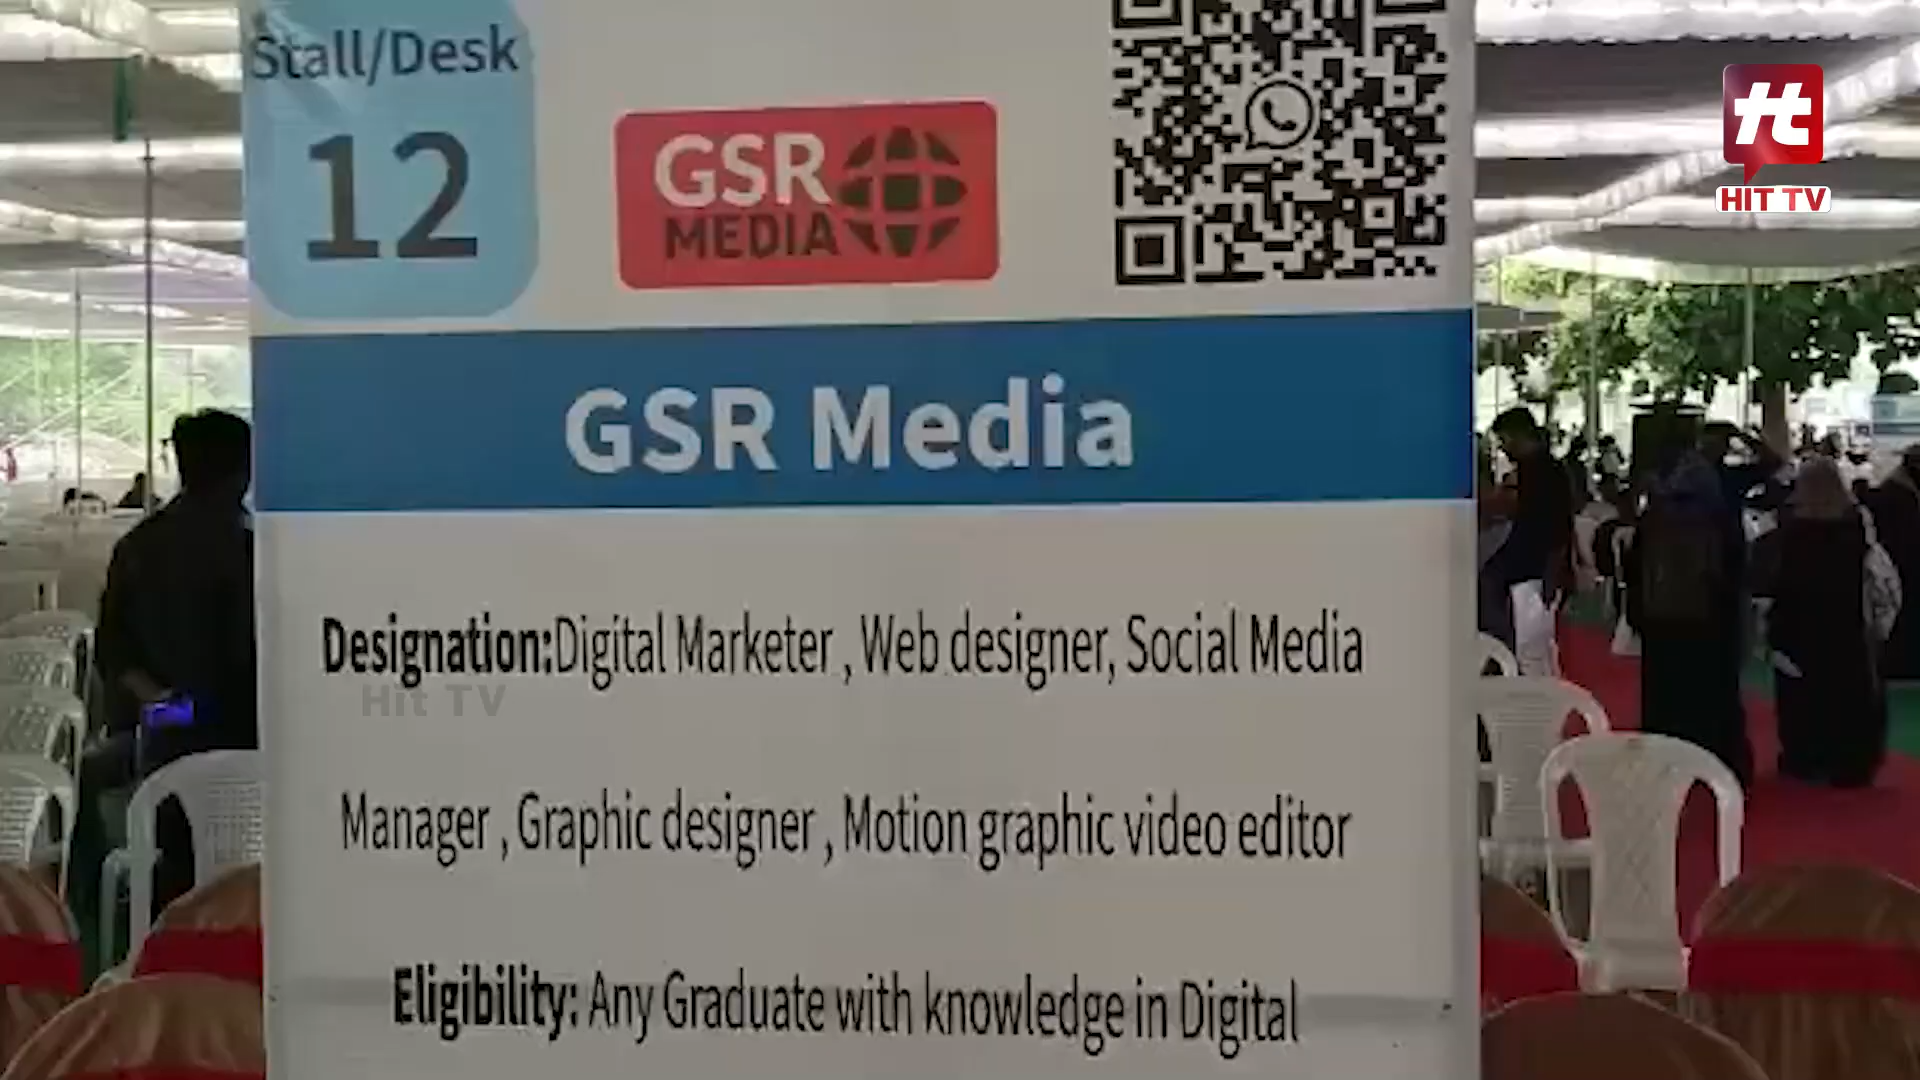 Stall/Desk
12
GSR
MEDIA
HIT TV
GSR Media
Designation:Digital Marketer , Web designer, Social Media
Hit TV
Manager , Graphic designer , Motion graphic video editor
Eligibility: Any Graduate with knowledge in Digital